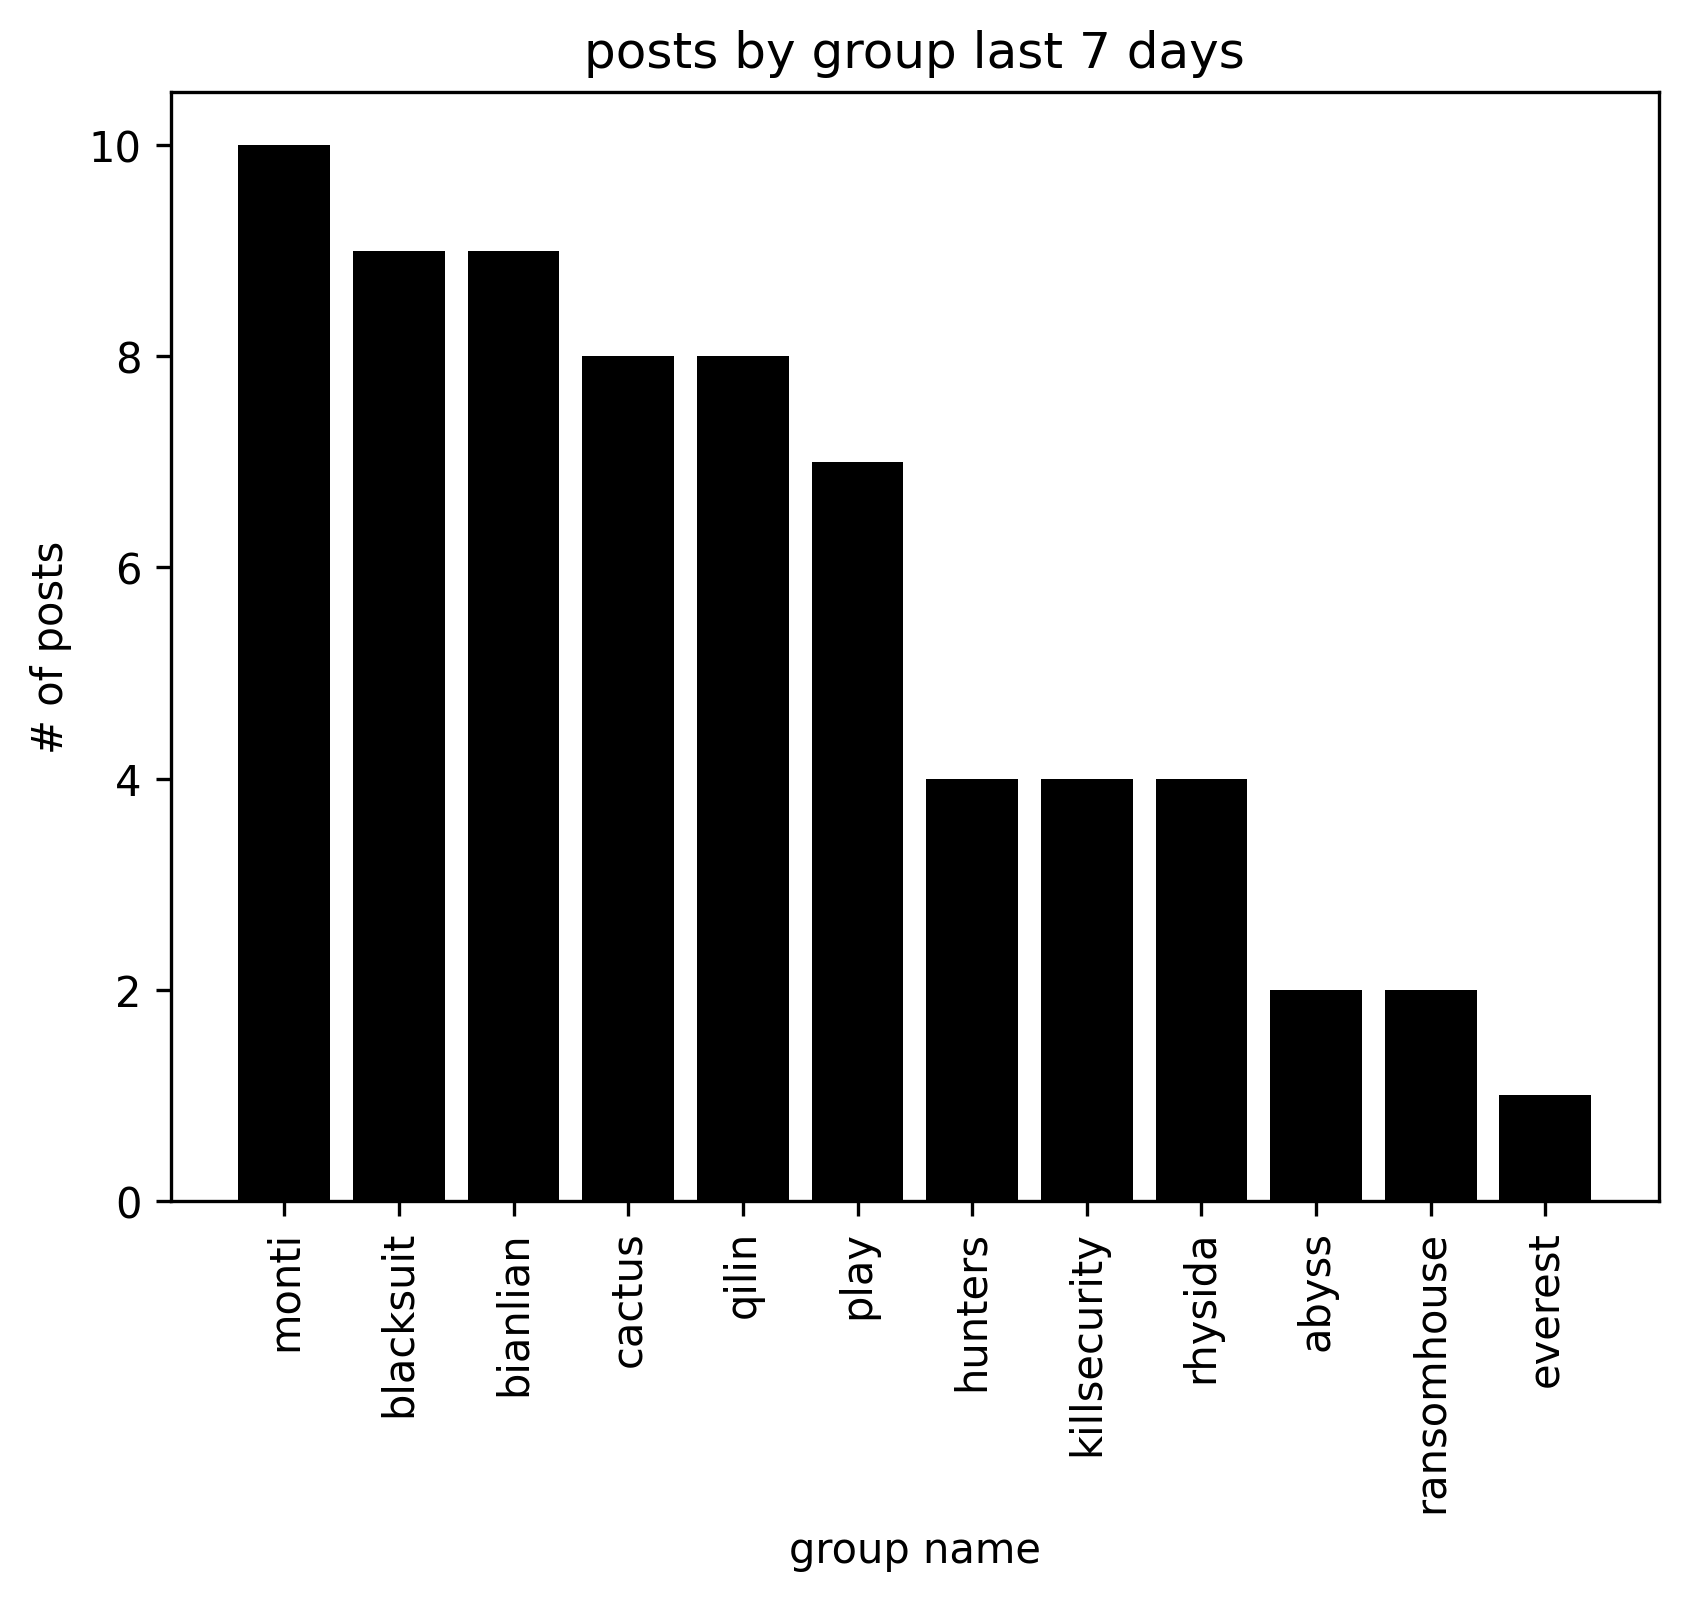 posts by group last 7 days
10
8
6
4
2
0
# of posts
monti
blacksuit
bianlian
cactus
qilin
play
hunters
killsecurity
rhysida
abyss
ransomhouse
everest
group name